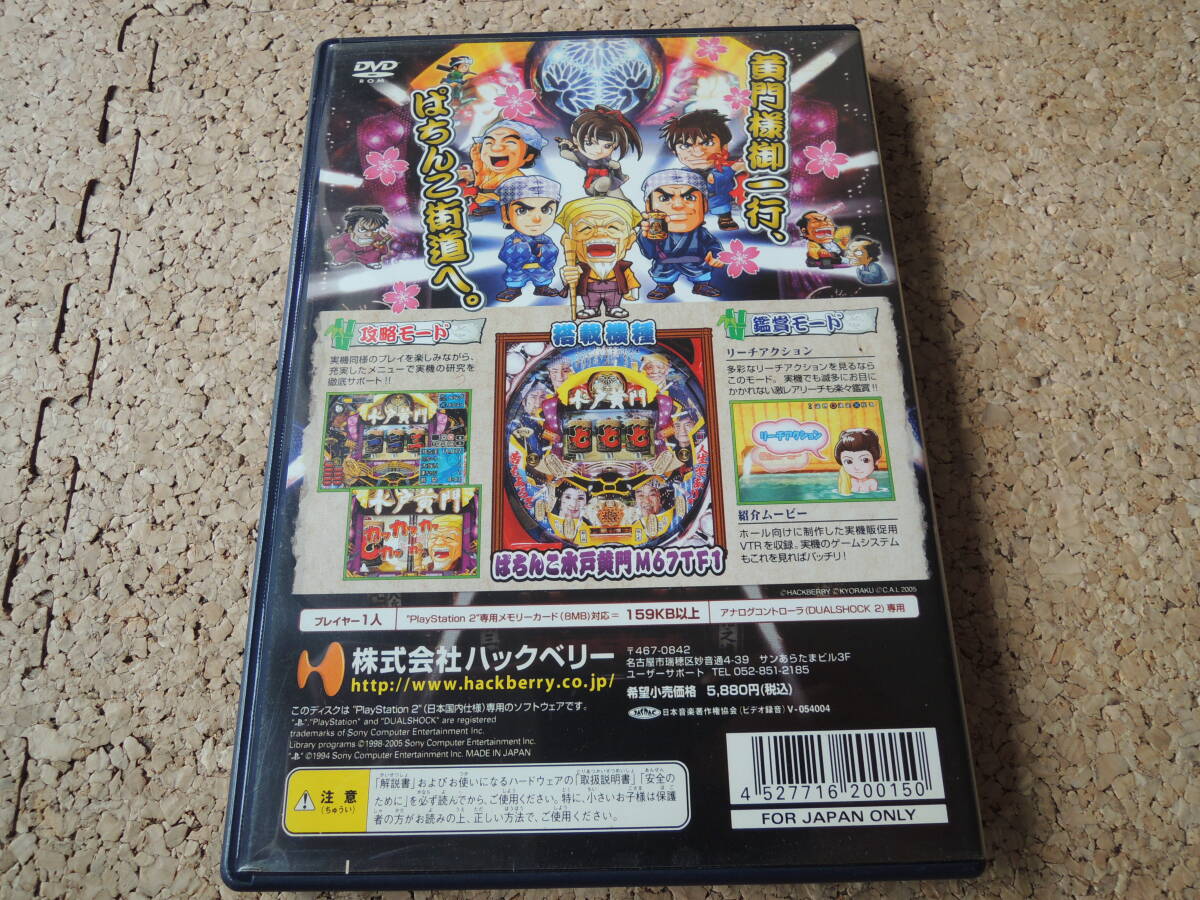 DVD
ROM
黄門様御一行、
ぱちんこ街道へ。
攻略モード
実機同様のプレイを楽しみながら、
充実したメニューで実機の研究を
徹底サポート!!
水戸黄門
カッカッカッ
搭載機種
水戸黄門
ぱちんこ水戸黄門M67TF1
鑑賞モード
リーチアクション
多彩なリーチアクションを見るなら
このモード。実機でも滅多にお目に
かかれない激レアリーチも楽々鑑賞!!
リーチアクション
紹介ムービー
ホール向けに制作した実機販促用
VTRを収録。実機のゲームシステム
もこれを見ればバッチリ!
©HACKBERRY ©KYORAKU ©C.A.L 2005
プレイヤー1人
"PlayStation 2"専用メモリーカード(8MB)対応=159KB以上
アナログコントローラ(DUALSHOCK 2)専用
株式会社ハックベリー
http://www.hackberry.co.jp/
〒467-0842
名古屋市瑞穂区妙音通4-39 サンあらたまビル3F
ユーザーサポート TEL 052-851-2185
希望小売価格 5,880円(税込)
JASRAC 日本音楽著作権協会(ビデオ録音)V-054004
このディスクは"PlayStation 2"(日本国内仕様)専用のソフトウェアです。
"","PlayStation" and "DUALSHOCK" are registered
trademarks of Sony Computer Entertainment Inc.
Library programs ©1998-2005 Sony Computer Entertainment Inc.
"" ©1994 Sony Computer Entertainment Inc. MADE IN JAPAN
注意
(ちゅうい)
「解説書」およびお使いになるハードウェアの「取扱説明書」「安全の
ために」を必ず読んでから、ご使用ください。特に、小さいお子様は保護
者の方がお読みの上、正しい方法で、ご使用ください。
4 527716 200150
FOR JAPAN ONLY